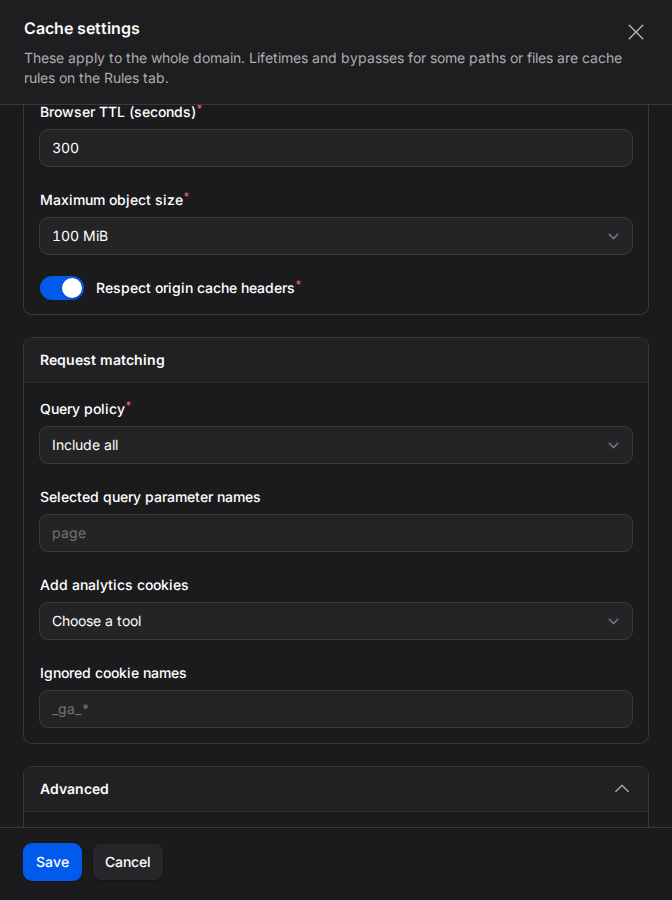 Cache settings
These apply to the whole domain. Lifetimes and bypasses for some paths or files are cache
rules on the Rules tab.
Browser TTL (seconds)*
300
Maximum object size*
100 MiB
Respect origin cache headers*
Request matching
Query policy*
Include all
Selected query parameter names
page
Add analytics cookies
Choose a tool
Ignored cookie names
_ga_*
Advanced
Save
Cancel